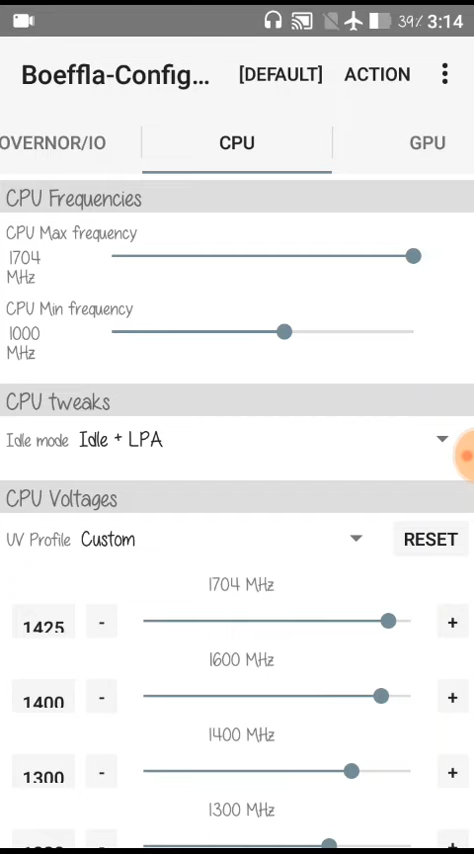 39% 3:14
Boeffla-Config... [DEFAULT] ACTION
OVERNOR/IO CPU GPU
CPU Frequencies
CPU Max frequency
1704
MHz
CPU Min frequency
1000
MHz
CPU tweaks
Idle mode Idle + LPA
CPU Voltages
UV Profile Custom RESET
1704 MHz
1425 - +
1600 MHz
1400 - +
1400 MHz
1300 - +
1300 MHz
- +